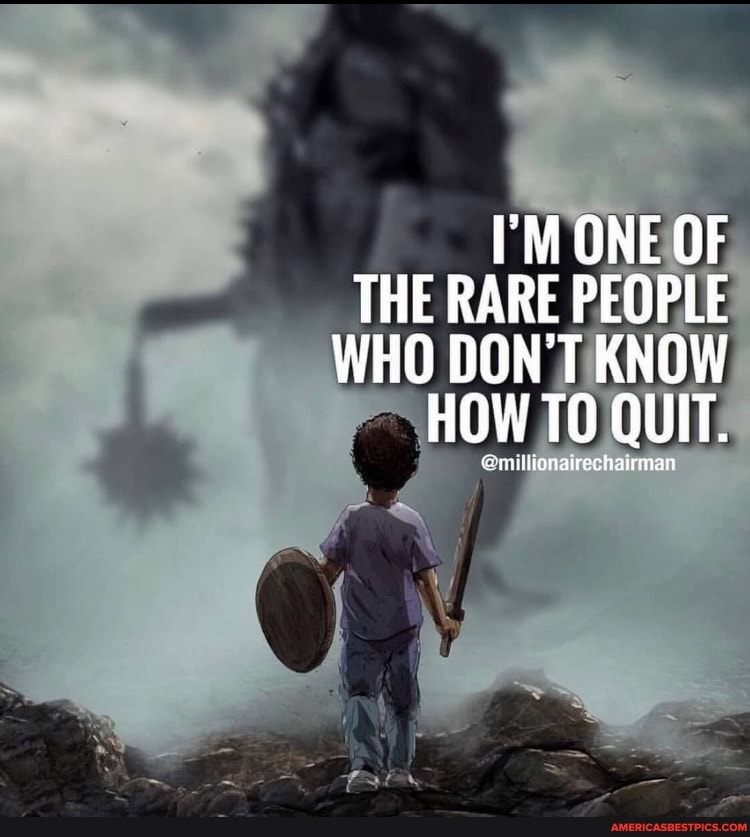 I'M ONE OF
THE RARE PEOPLE
WHO DON'T KNOW
HOW TO QUIT.
@millionairechairman
AMERICASBESTPICS.COM